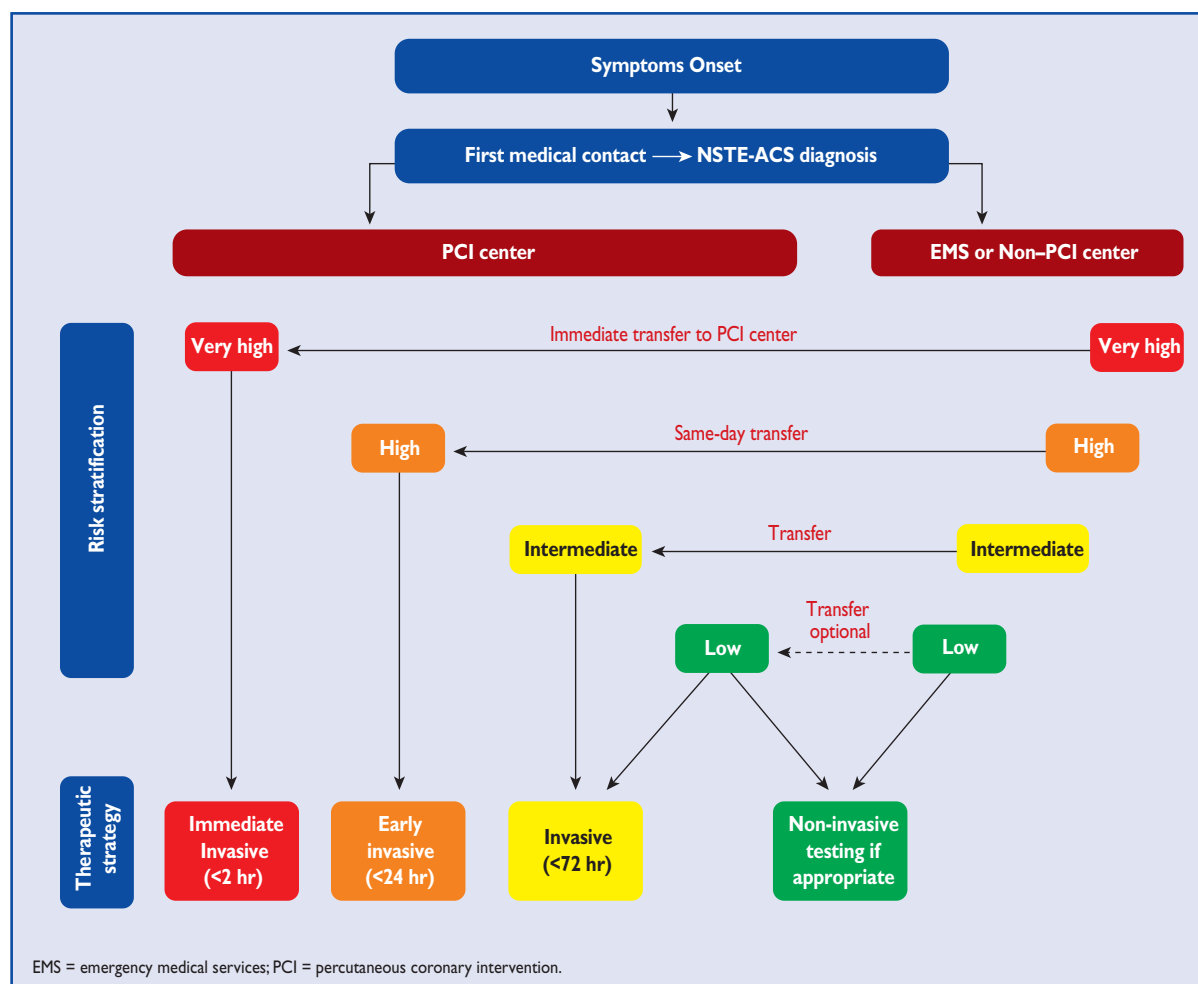 Symptoms Onset
First medical contact → NSTE-ACS diagnosis
PCI center
EMS or Non–PCI center
Risk stratification
Very high
Immediate transfer to PCI center
Very high
High
Same-day transfer
High
Intermediate
Transfer
Intermediate
Low
Transfer
optional
Low
Therapeutic
strategy
Immediate
Invasive
(<2 hr)
Early
invasive
(<24 hr)
Invasive
(<72 hr)
Non-invasive
testing if
appropriate
EMS = emergency medical services; PCI = percutaneous coronary intervention.